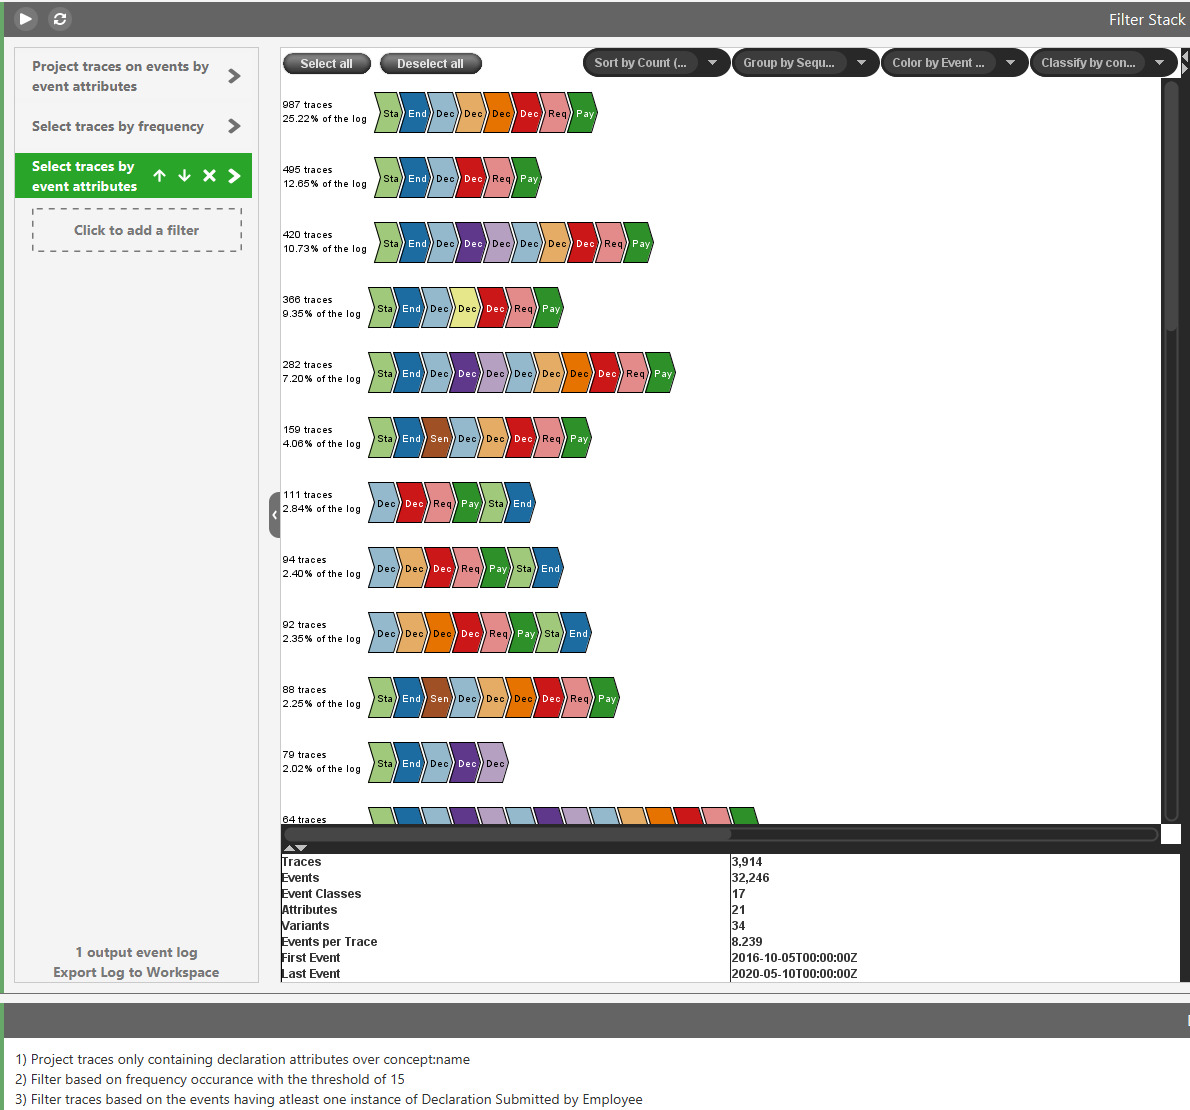 Filter Stack
Project traces on events by
event attributes
Select traces by frequency
Select traces by
event attributes
Click to add a filter
1 output event log
Export Log to Workspace
Select all
Deselect all
Sort by Count (...
Group by Sequ...
Color by Event ...
Classify by con...
987 traces
25.22% of the log
Sta End Dec Dec Dec Dec Req Pay
495 traces
12.65% of the log
Sta End Dec Dec Req Pay
420 traces
10.73% of the log
Sta End Dec Dec Dec Dec Dec Dec Req Pay
366 traces
9.35% of the log
Sta End Dec Dec Dec Req Pay
282 traces
7.20% of the log
Sta End Dec Dec Dec Dec Dec Dec Dec Req Pay
159 traces
4.06% of the log
Sta End Sen Dec Dec Dec Req Pay
111 traces
2.84% of the log
Dec Dec Req Pay Sta End
94 traces
2.40% of the log
Dec Dec Dec Req Pay Sta End
92 traces
2.35% of the log
Dec Dec Dec Dec Req Pay Sta End
88 traces
2.25% of the log
Sta End Sen Dec Dec Dec Dec Req Pay
79 traces
2.02% of the log
Sta End Dec Dec Dec
64 traces
Traces 3,914
Events 32,246
Event Classes 17
Attributes 21
Variants 34
Events per Trace 8.239
First Event 2016-10-05T00:00:00Z
Last Event 2020-05-10T00:00:00Z
1) Project traces only containing declaration attributes over concept:name
2) Filter based on frequency occurance with the threshold of 15
3) Filter traces based on the events having atleast one instance of Declaration Submitted by Employee